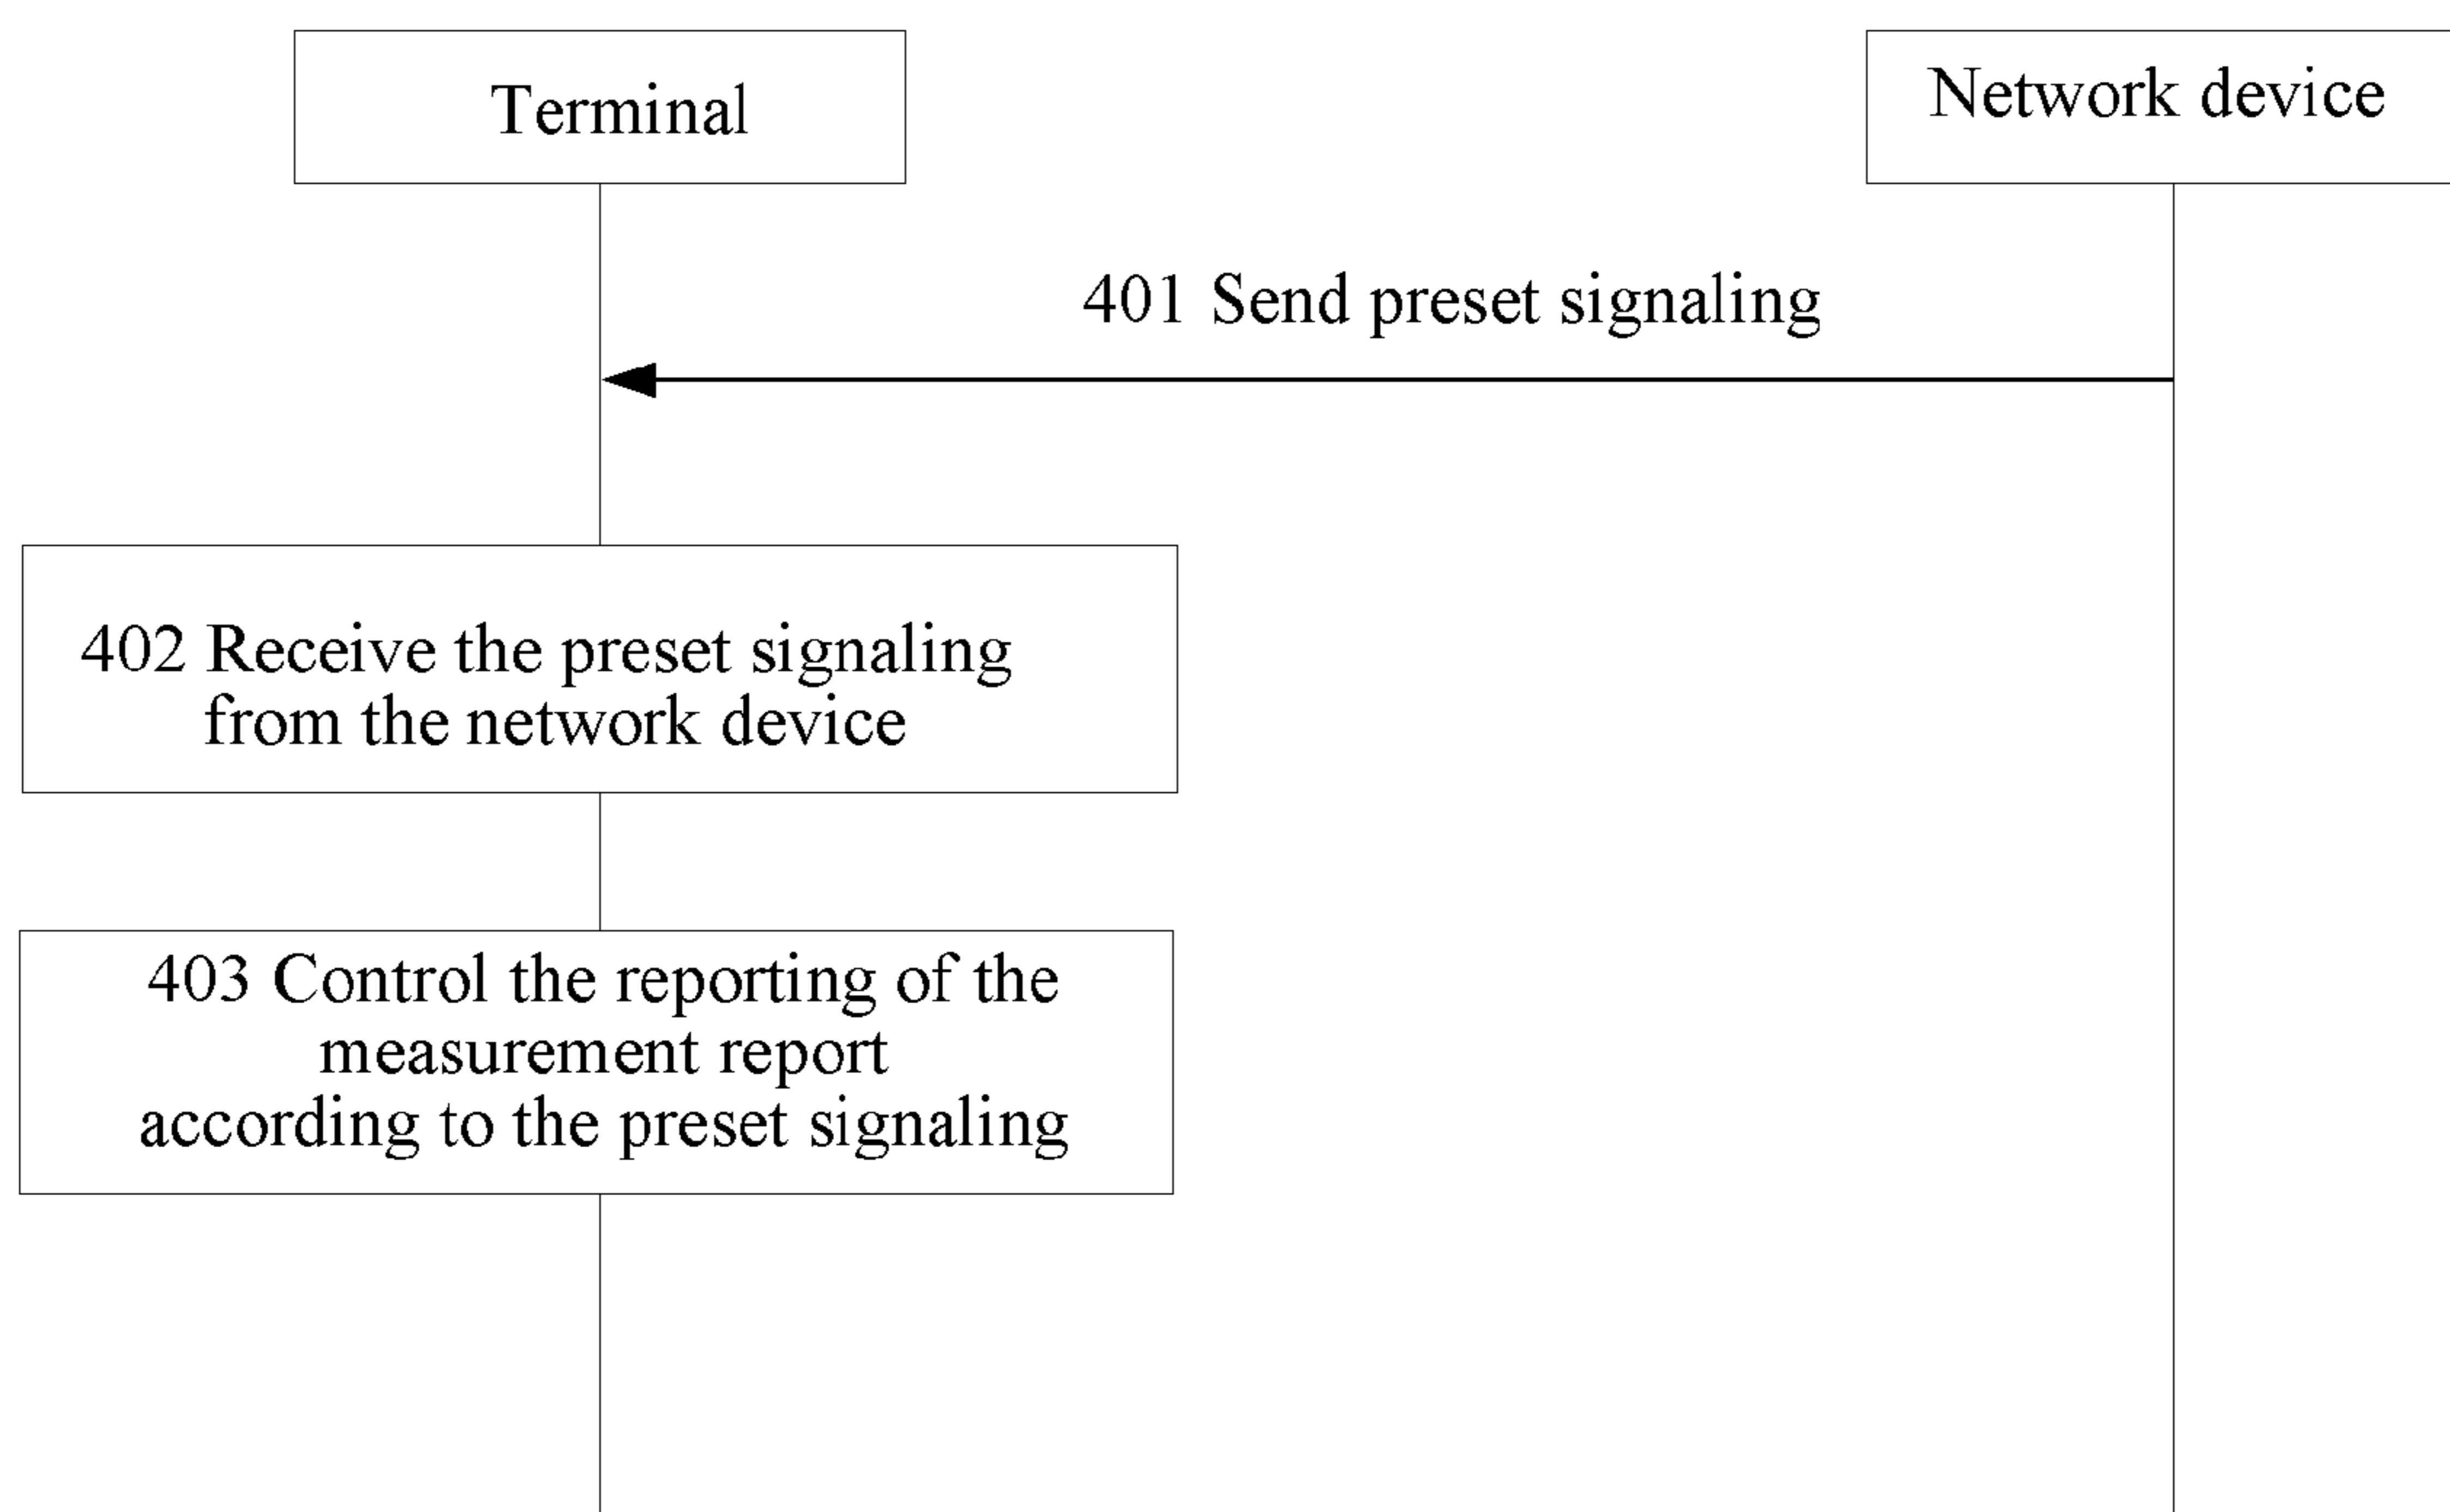 Terminal
Network device
401 Send preset signaling
402 Receive the preset signaling
from the network device
403 Control the reporting of the
measurement report
according to the preset signaling